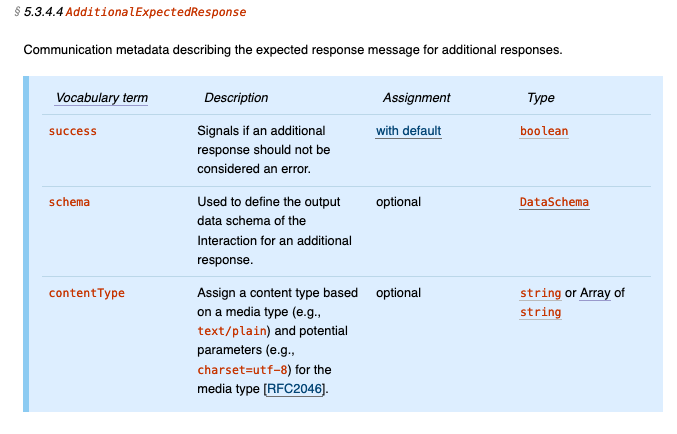 § 5.3.4.4 AdditionalExpectedResponse
Communication metadata describing the expected response message for additional responses.
Vocabulary term Description Assignment Type
success Signals if an additional with default boolean
response should not be
considered an error.
schema Used to define the output optional DataSchema
data schema of the
Interaction for an additional
response.
contentType Assign a content type based optional string or Array of
on a media type (e.g., string
text/plain) and potential
parameters (e.g.,
charset=utf-8) for the
media type [RFC2046].